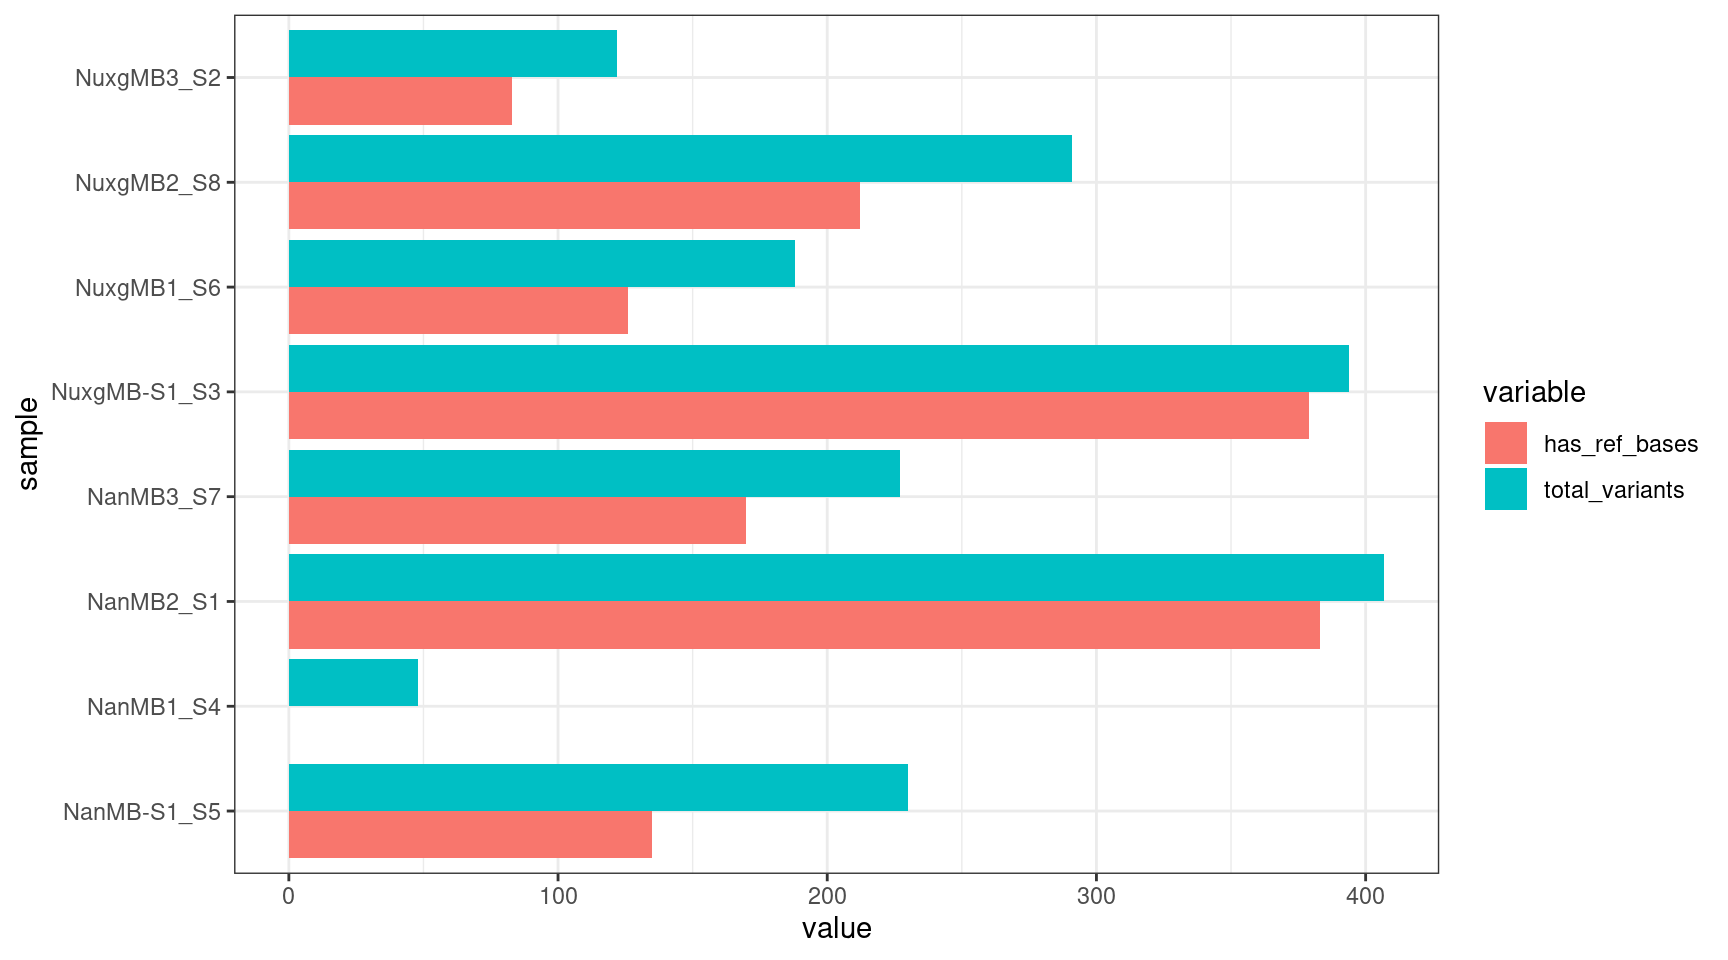 NuxgMB3_S2
NuxgMB2_S8
NuxgMB1_S6
NuxgMB-S1_S3
NanMB3_S7
NanMB2_S1
NanMB1_S4
NanMB-S1_S5
sample
0 100 200 300 400
value
variable
has_ref_bases
total_variants